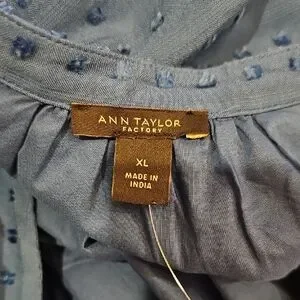 ANN TAYLOR
FACTORY
XL
MADE IN
INDIA